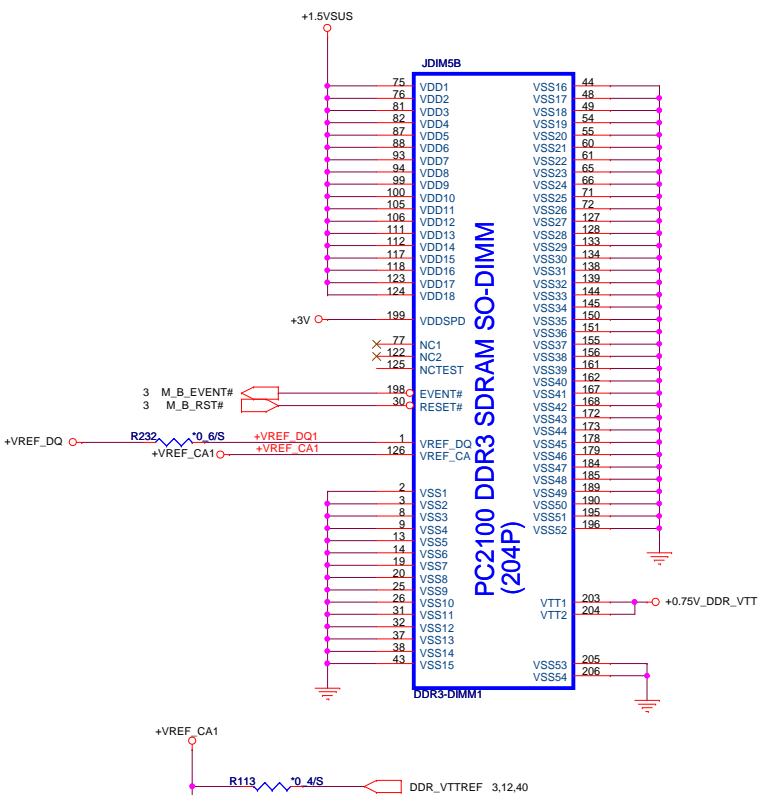 +1.5VSUS
JDIM5B
75 VDD1 VSS16 44
76 VDD2 VSS17 48
81 VDD3 VSS18 49
82 VDD4 VSS19 54
87 VDD5 VSS20 55
88 VDD6 VSS21 60
93 VDD7 VSS22 61
94 VDD8 VSS23 65
99 VDD9 VSS24 66
100 VDD10 VSS25 71
105 VDD11 VSS26 72
106 VDD12 VSS27 127
111 VDD13 VSS28 128
112 VDD14 VSS29 133
117 VDD15 VSS30 134
118 VDD16 VSS31 138
123 VDD17 VSS32 139
124 VDD18 VSS33 144
VSS34 145
+3V 199 VDDSPD VSS35 150
VSS36 151
77 NC1 VSS37 155
122 NC2 VSS38 156
125 NCTEST VSS39 161
VSS40 162
3 M_B_EVENT# 198 EVENT# VSS41 167
3 M_B_RST# 30 RESET# VSS42 168
VSS43 172
VSS44 173
+VREF_DQ R232 *0_6/S +VREF_DQ1 1 VREF_DQ VSS45 178
+VREF_CA1 +VREF_CA1 126 VREF_CA VSS46 179
VSS47 184
VSS48 185
2 VSS1 VSS49 189
3 VSS2 VSS50 190
8 VSS3 VSS51 195
9 VSS4 VSS52 196
13 VSS5
14 VSS6
19 VSS7
20 VSS8
25 VSS9
26 VSS10 VTT1 203 +0.75V_DDR_VTT
31 VSS11 VTT2 204
32 VSS12
37 VSS13
38 VSS14
43 VSS15 VSS53 205
VSS54 206
PC2100 DDR3 SDRAM SO-DIMM
(204P)
DDR3-DIMM1
+VREF_CA1
R113 *0_4/S DDR_VTTREF 3,12,40